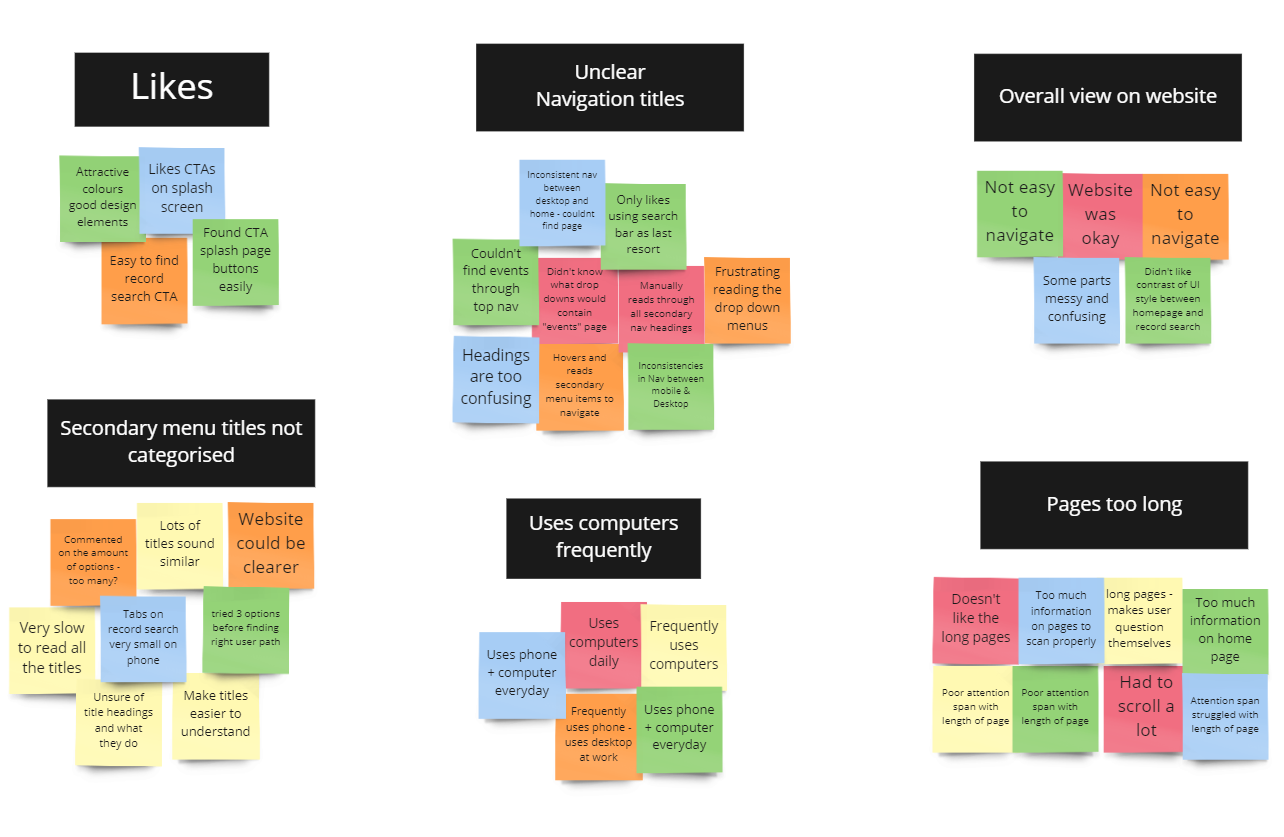 Likes
Attractive
colours
good design
elements
Likes CTAs
on splash
screen
Easy to find
record
search CTA
Found CTA
splash page
buttons
easily
Unclear
Navigation titles
Inconsistent nav
between
desktop and
home - couldnt
find page
Only likes
using search
bar as last
resort
Couldn't
find events
through
top nav
Didn't know
what drop
downs would
contain
"events" page
Manually
reads through
all secondary
nav headings
Frustrating
reading the
drop down
menus
Headings
are too
confusing
Hovers and
reads
secondary
menu items to
navigate
Inconsistencies
in Nav between
mobile &
Desktop
Overall view on website
Not easy
to
navigate
Website
was
okay
Not easy
to
navigate
Some parts
messy and
confusing
Didn't like
contrast of UI
style between
homepage and
record search
Secondary menu titles not
categorised
Commented
on the amount
of options -
too many?
Lots of
titles sound
similar
Website
could be
clearer
Very slow
to read all
the titles
Tabs on
record search
very small on
phone
tried 3 options
before finding
right user path
Unsure of
title headings
and what
they do
Make titles
easier to
understand
Uses computers
frequently
Uses phone
+ computer
everyday
Uses
computers
daily
Frequently
uses
computers
Frequently
uses phone -
uses desktop
at work
Uses phone
+ computer
everyday
Pages too long
Doesn't
like the
long pages
Too much
information
on pages to
scan properly
long pages -
makes user
question
themselves
Too much
information
on home
page
Poor attention
span with
length of page
Poor attention
span with
length of page
Had to
scroll a
lot
Attention span
struggled with
length of page